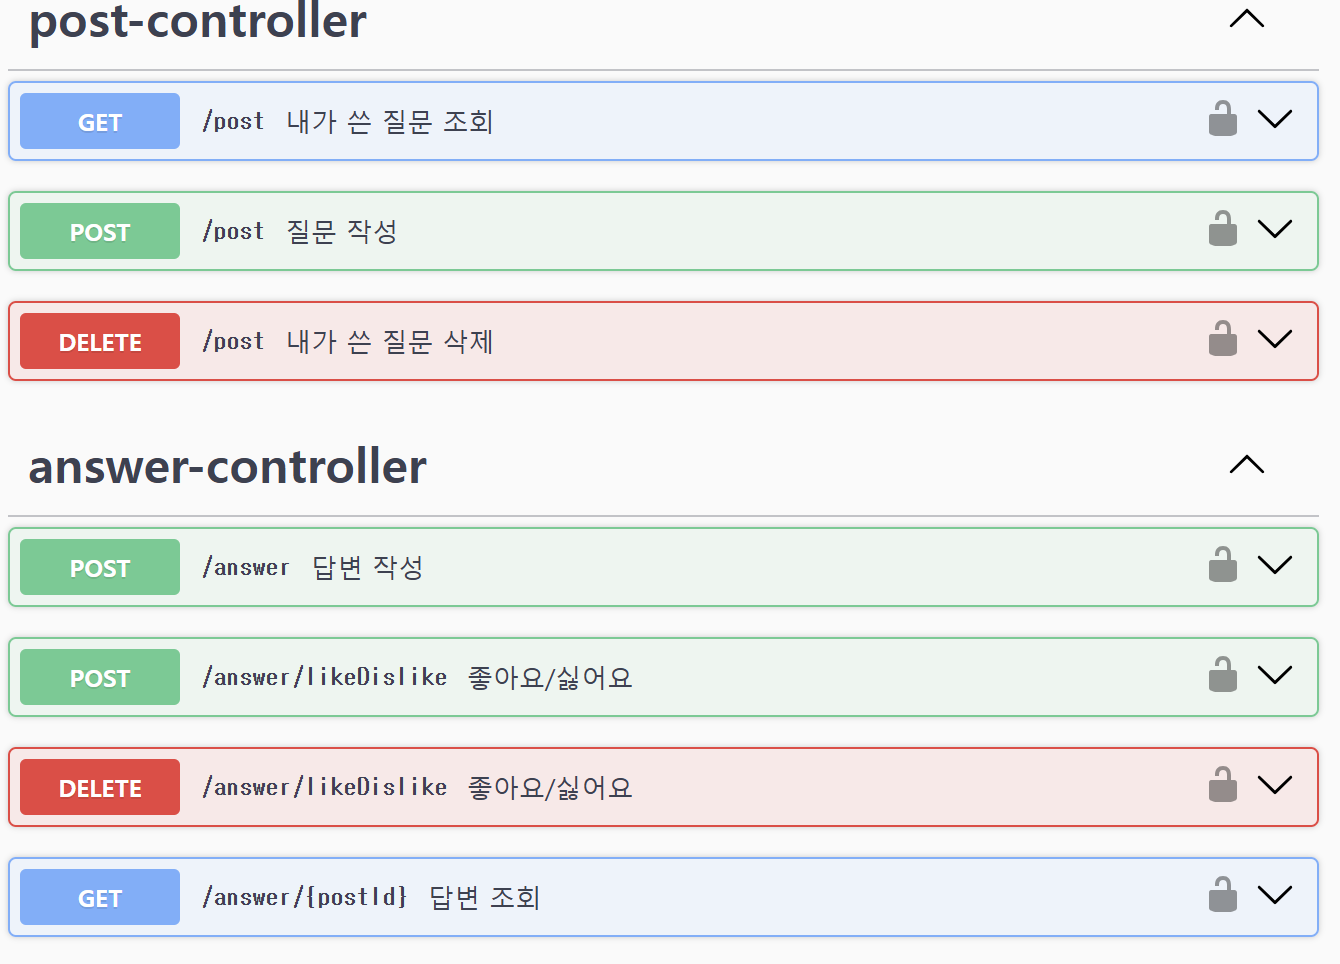 post-controller
GET /post 내가 쓴 질문 조회
POST /post 질문 작성
DELETE /post 내가 쓴 질문 삭제
answer-controller
POST /answer 답변 작성
POST /answer/likeDislike 좋아요/싫어요
DELETE /answer/likeDislike 좋아요/싫어요
GET /answer/{postId} 답변 조회